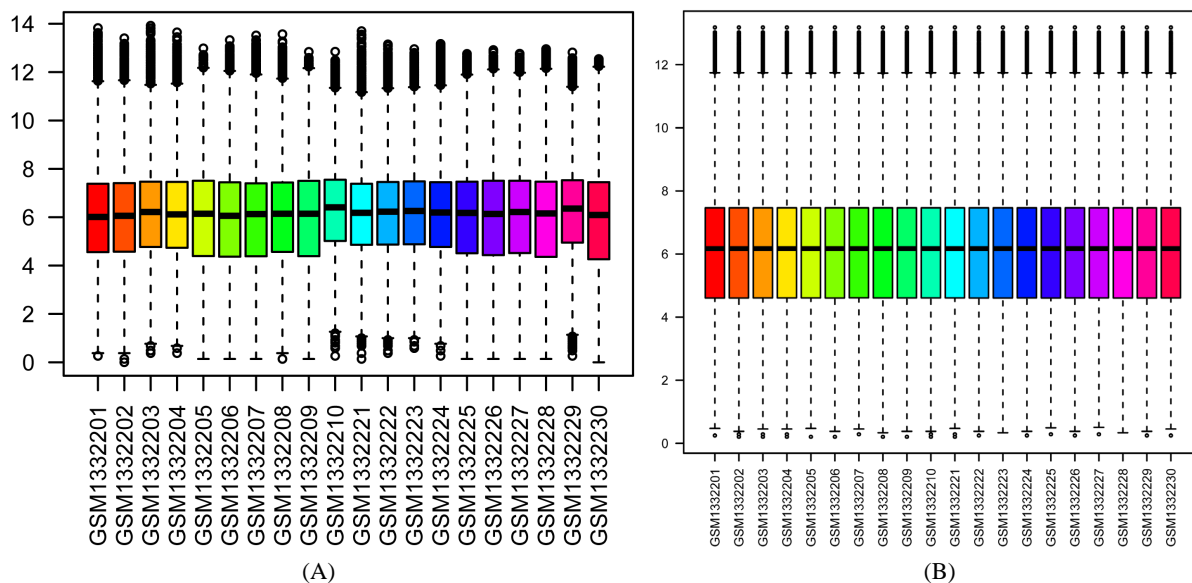 14
12
10
8
6
4
2
0
GSM1332201
GSM1332202
GSM1332203
GSM1332204
GSM1332205
GSM1332206
GSM1332207
GSM1332208
GSM1332209
GSM1332210
GSM1332221
GSM1332222
GSM1332223
GSM1332224
GSM1332225
GSM1332226
GSM1332227
GSM1332228
GSM1332229
GSM1332230
(A)
12
10
8
6
4
2
0
GSM1332201
GSM1332202
GSM1332203
GSM1332204
GSM1332205
GSM1332206
GSM1332207
GSM1332208
GSM1332209
GSM1332210
GSM1332221
GSM1332222
GSM1332223
GSM1332224
GSM1332225
GSM1332226
GSM1332227
GSM1332228
GSM1332229
GSM1332230
(B)